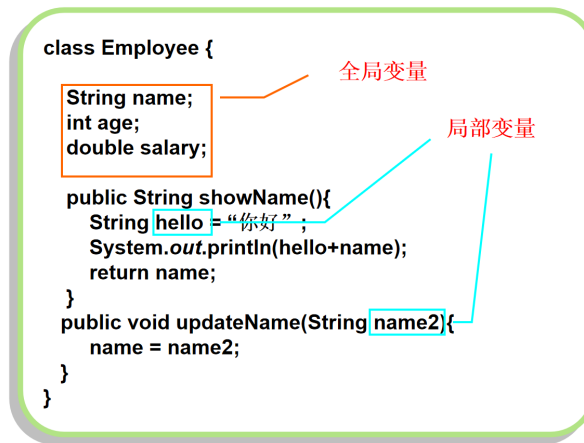 class Employee {
全局变量
String name;
int age;
double salary;
局部变量
public String showName(){
String hello = “你好” ;
System.out.println(hello+name);
return name;
}
public void updateName(String name2){
name = name2;
}
}